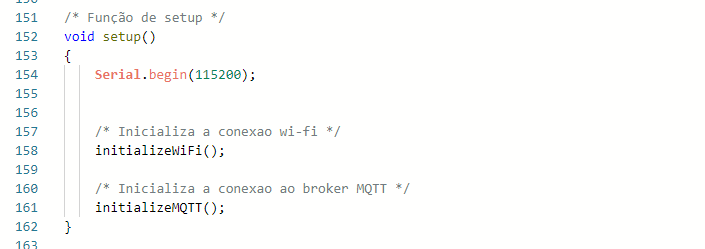 151 /* Função de setup */
152 void setup()
153 {
154 Serial.begin(115200);
155
156
157 /* Inicializa a conexao wi-fi */
158 initializeWiFi();
159
160 /* Inicializa a conexao ao broker MQTT */
161 initializeMQTT();
162 }
163